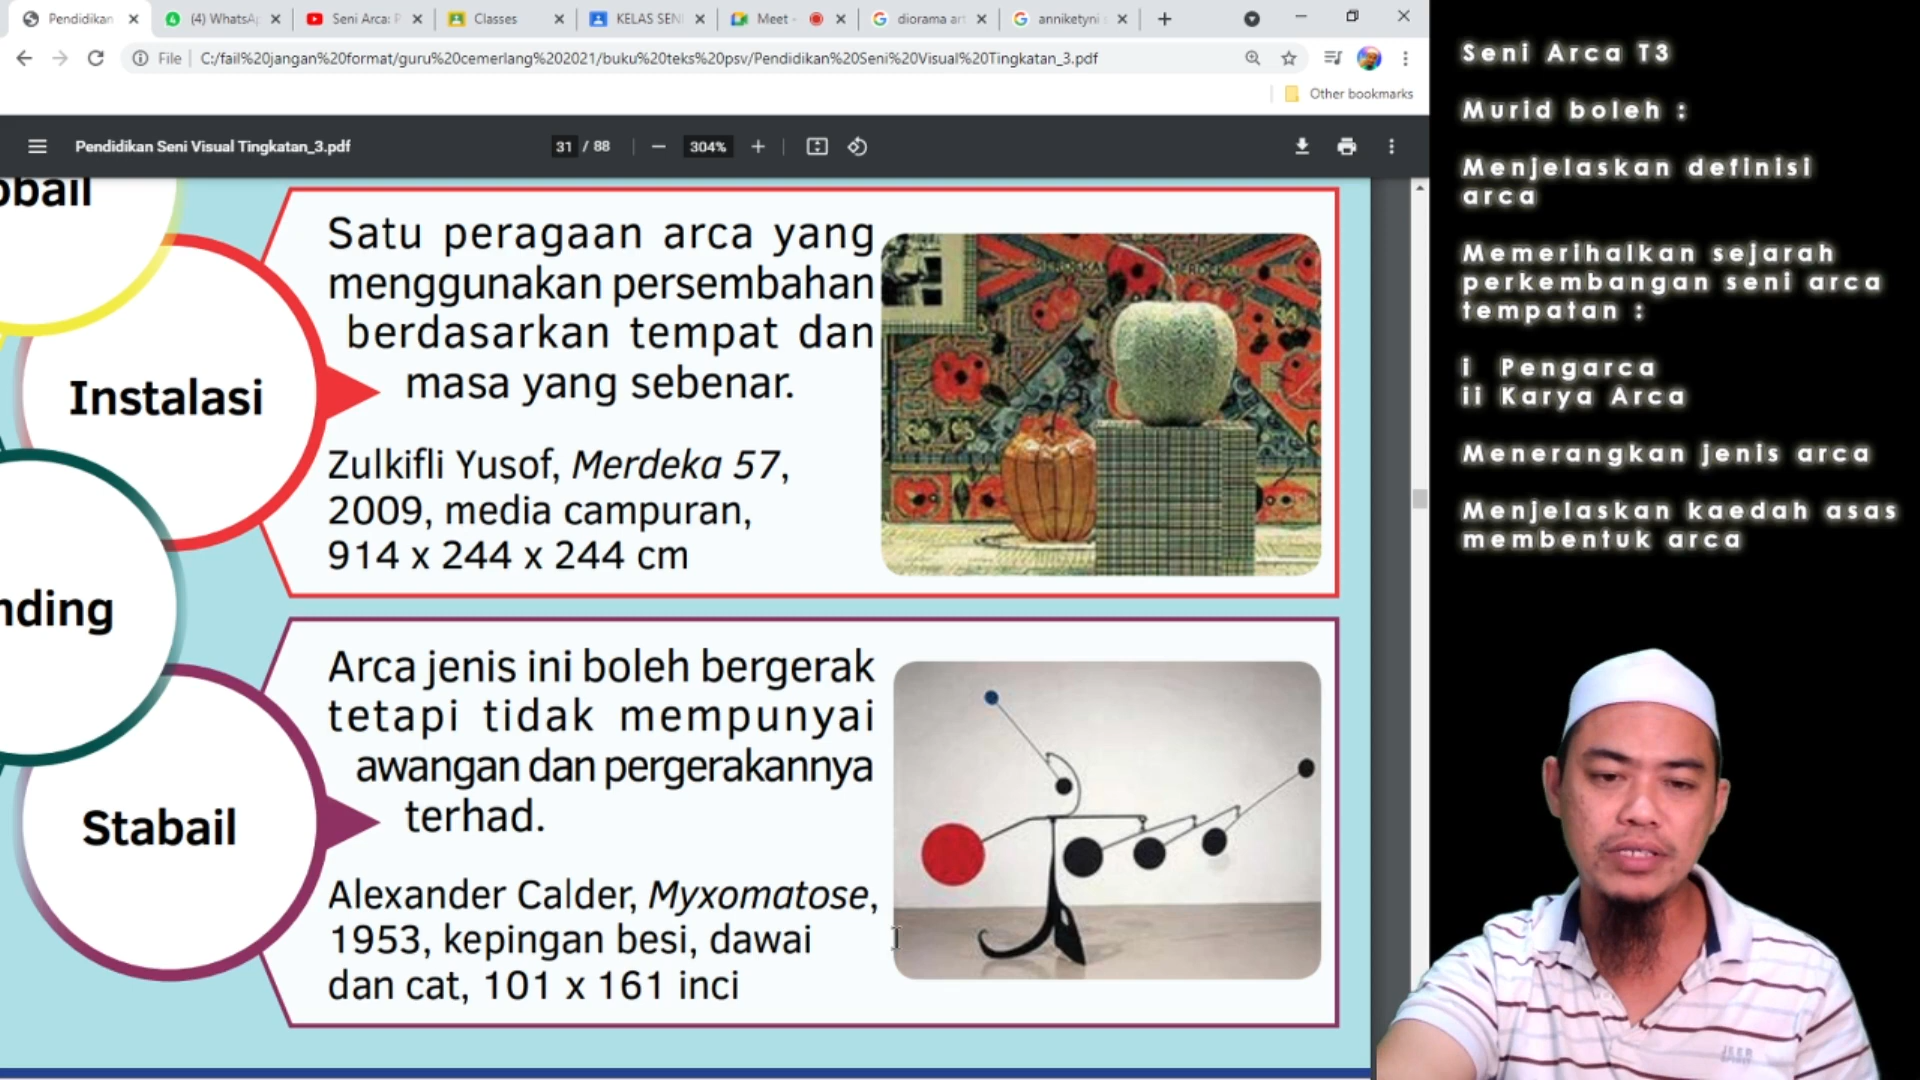 Pendidikan
(4) WhatsA
Seni Arca: P
Classes
KELAS SEN
Meet -
diorama art
anniketyni s
File
C:/fail%20jangan%20format/guru%20cemerlang%202021/buku%20teks%20psv/Pendidikan%20Seni%20Visual%20Tingkatan_3.pdf
Other bookmarks
Pendidikan Seni Visual Tingkatan_3.pdf
31 / 88
304%
obail
Instalasi
nding
Stabail
Satu peragaan arca yang
menggunakan persembahan
berdasarkan tempat dan
masa yang sebenar.
Zulkifli Yusof, Merdeka 57,
2009, media campuran,
914 x 244 x 244 cm
Arca jenis ini boleh bergerak
tetapi tidak mempunyai
awangan dan pergerakannya
terhad.
Alexander Calder, Myxomatose,
1953, kepingan besi, dawai
dan cat, 101 x 161 inci
Seni Arca T3
Murid boleh :
Menjelaskan definisi
arca
Memerihalkan sejarah
perkembangan seni arca
tempatan :
i Pengarca
ii Karya Arca
Menerangkan jenis arca
Menjelaskan kaedah asas
membentuk arca